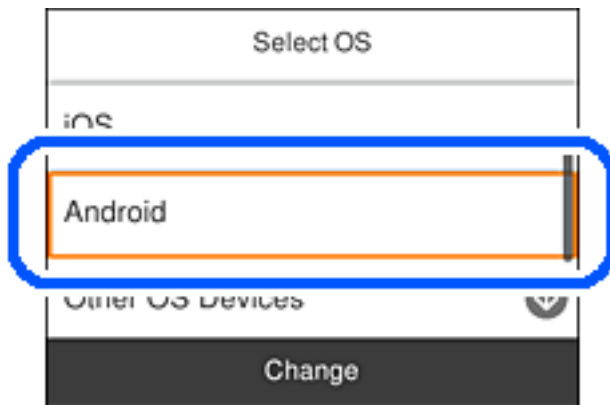 Select OS
iOS
Android
Other OS Devices
Change